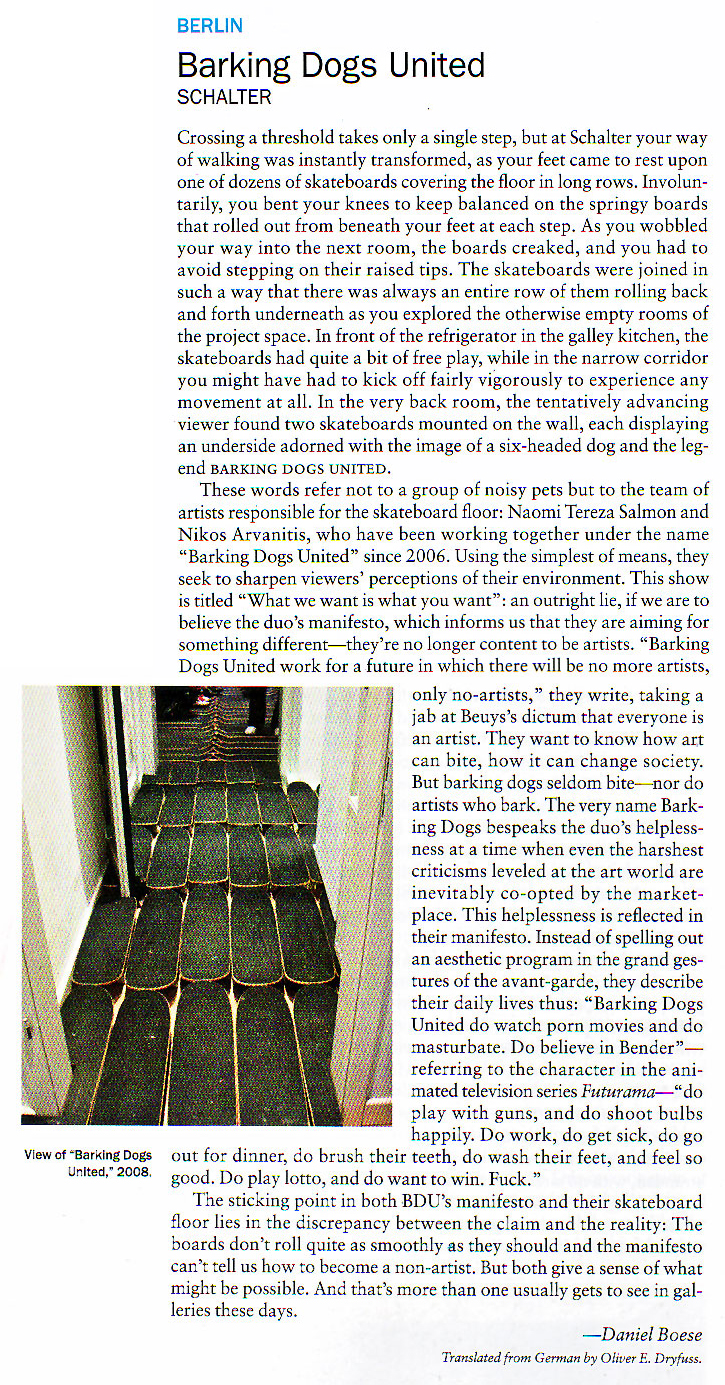 BERLIN
Barking Dogs United
SCHALTER
Crossing a threshold takes only a single step, but at Schalter your way
of walking was instantly transformed, as your feet came to rest upon
one of dozens of skateboards covering the floor in long rows. Involun-
tarily, you bent your knees to keep balanced on the springy boards
that rolled out from beneath your feet at each step. As you wobbled
your way into the next room, the boards creaked, and you had to
avoid stepping on their raised tips. The skateboards were joined in
such a way that there was always an entire row of them rolling back
and forth underneath as you explored the otherwise empty rooms of
the project space. In front of the refrigerator in the galley kitchen, the
skateboards had quite a bit of free play, while in the narrow corridor
you might have had to kick off fairly vigorously to experience any
movement at all. In the very back room, the tentatively advancing
viewer found two skateboards mounted on the wall, each displaying
an underside adorned with the image of a six-headed dog and the leg-
end BARKING DOGS UNITED.
These words refer not to a group of noisy pets but to the team of
artists responsible for the skateboard floor: Naomi Tereza Salmon and
Nikos Arvanitis, who have been working together under the name
“Barking Dogs United” since 2006. Using the simplest of means, they
seek to sharpen viewers’ perceptions of their environment. This show
is titled “What we want is what you want”: an outright lie, if we are to
believe the duo’s manifesto, which informs us that they are aiming for
something different—they’re no longer content to be artists. “Barking
Dogs United work for a future in which there will be no more artists,
only no-artists,” they write, taking a
jab at Beuys’s dictum that everyone is
an artist. They want to know how art
can bite, how it can change society.
But barking dogs seldom bite—nor do
artists who bark. The very name Bark-
ing Dogs bespeaks the duo’s helpless-
ness at a time when even the harshest
criticisms leveled at the art world are
inevitably co-opted by the market-
place. This helplessness is reflected in
their manifesto. Instead of spelling out
an aesthetic program in the grand ges-
tures of the avant-garde, they describe
their daily lives thus: “Barking Dogs
United do watch porn movies and do
masturbate. Do believe in Bender”—
referring to the character in the ani-
mated television series Futurama—“do
play with guns, and do shoot bulbs
happily. Do work, do get sick, do go
out for dinner, do brush their teeth, do wash their feet, and feel so
good. Do play lotto, and do want to win. Fuck.”
View of “Barking Dogs
United,” 2008.
The sticking point in both BDU’s manifesto and their skateboard
floor lies in the discrepancy between the claim and the reality: The
boards don’t roll quite as smoothly as they should and the manifesto
can’t tell us how to become a non-artist. But both give a sense of what
might be possible. And that’s more than one usually gets to see in gal-
leries these days.
—Daniel Boese
Translated from German by Oliver E. Dryfuss.